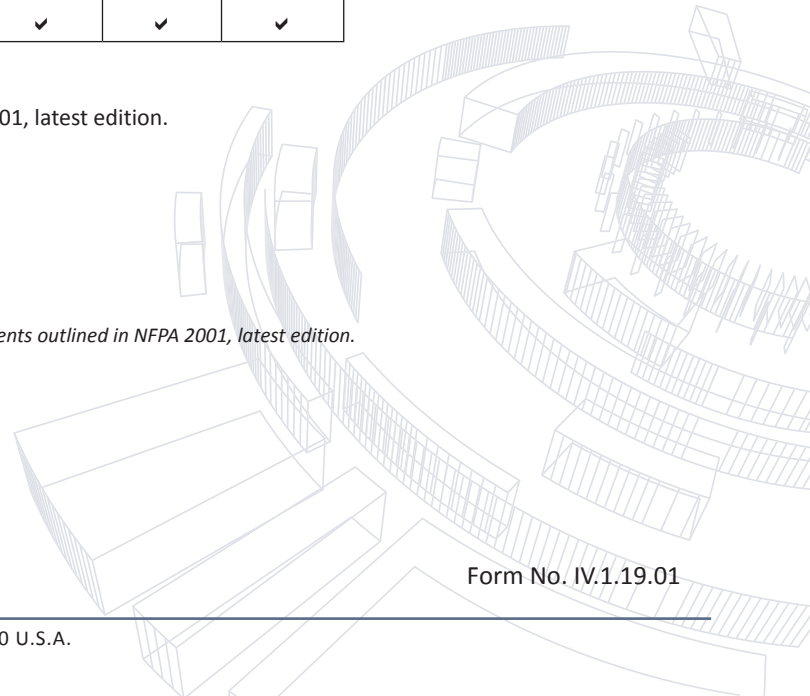 ✔ ✔ ✔
01, latest edition.
ents outlined in NFPA 2001, latest edition.
Form No. IV.1.19.01
0 U.S.A.